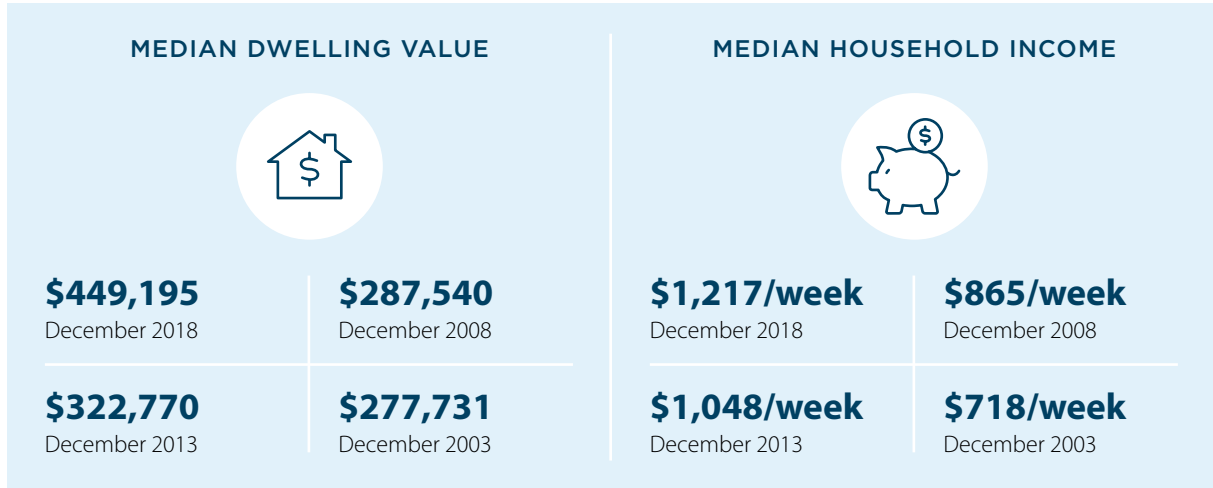 MEDIAN DWELLING VALUE
$
$449,195
December 2018
$287,540
December 2008
$322,770
December 2013
$277,731
December 2003
MEDIAN HOUSEHOLD INCOME
$
$1,217/week
December 2018
$865/week
December 2008
$1,048/week
December 2013
$718/week
December 2003